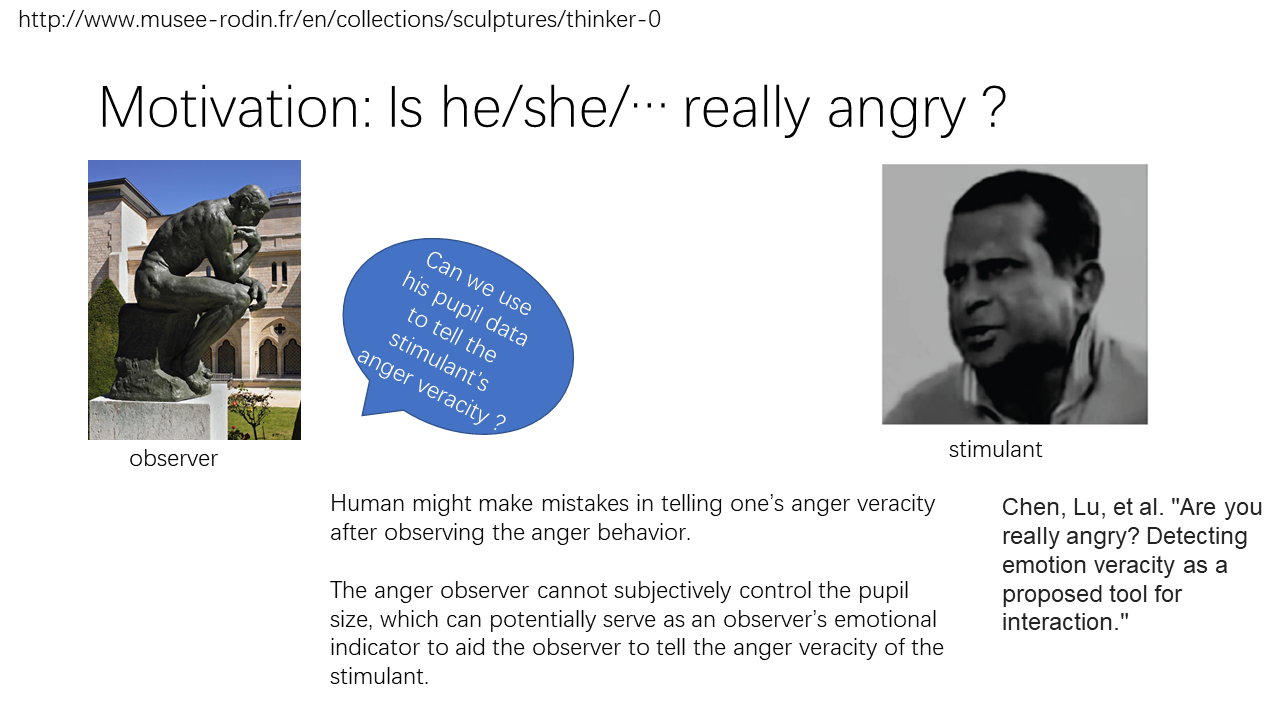 http://www.musee-rodin.fr/en/collections/sculptures/thinker-0
Motivation: Is he/she/… really angry ?
Can we use
his pupil data
to tell the
stimulant’s
anger veracity ?
observer
stimulant
Human might make mistakes in telling one’s anger veracity
after observing the anger behavior.
The anger observer cannot subjectively control the pupil
size, which can potentially serve as an observer’s emotional
indicator to aid the observer to tell the anger veracity of the
stimulant.
Chen, Lu, et al. "Are you
really angry? Detecting
emotion veracity as a
proposed tool for
interaction."